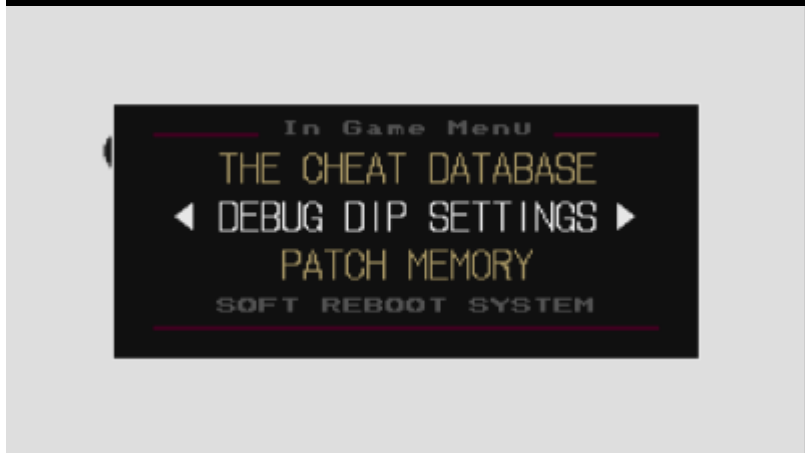 In Game Menu
THE CHEAT DATABASE
DEBUG DIP SETTINGS
PATCH MEMORY
SOFT REBOOT SYSTEM